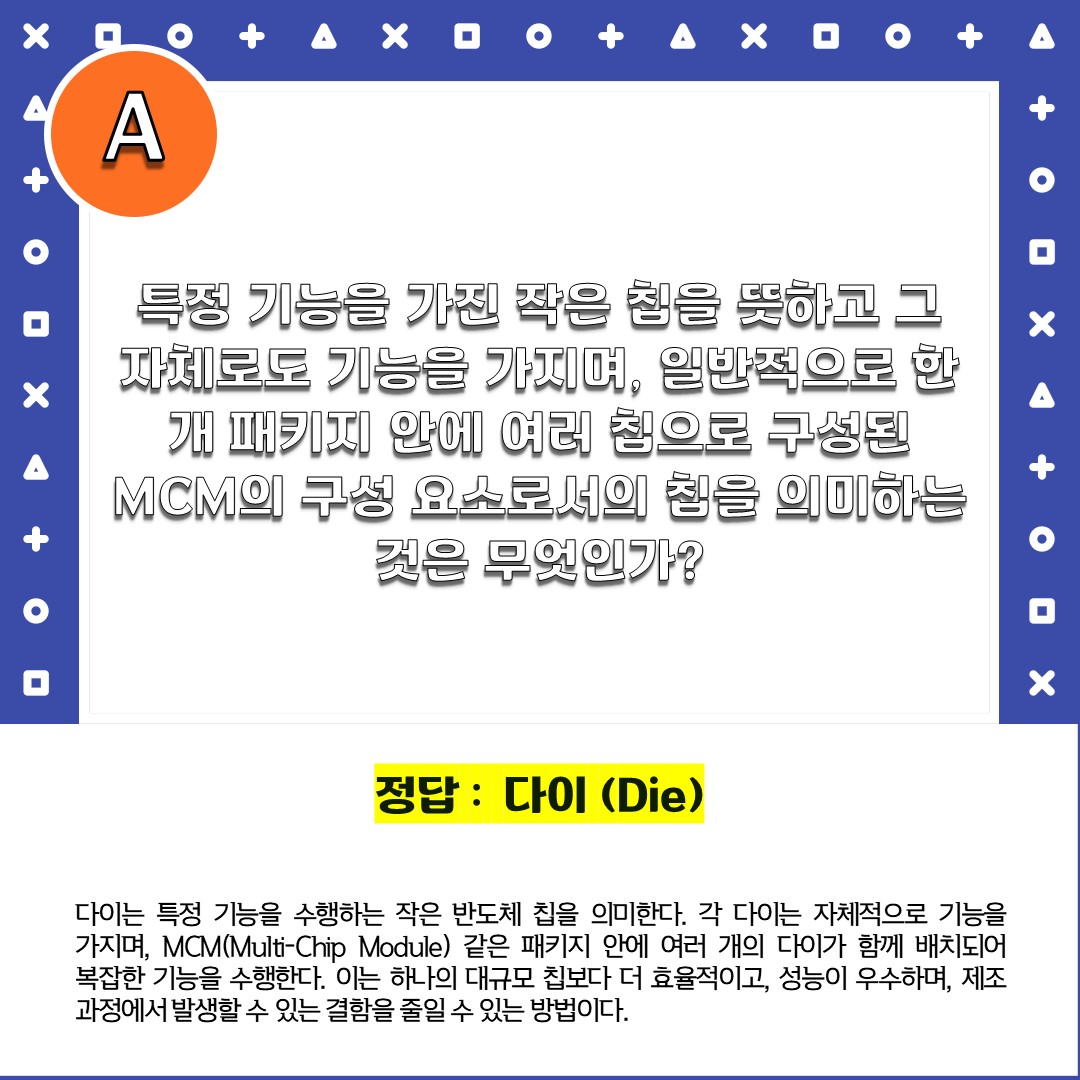 A
특정 기능을 가진 작은 칩을 뜻하고 그
자체로도 기능을 가지며, 일반적으로 한
개 패키지 안에 여러 칩으로 구성된
MCM의 구성 요소로서의 칩을 의미하는
것은 무엇인가?
정답 : 다이 (Die)
다이는 특정 기능을 수행하는 작은 반도체 칩을 의미한다. 각 다이는 자체적으로 기능을
가지며, MCM(Multi-Chip Module) 같은 패키지 안에 여러 개의 다이가 함께 배치되어
복잡한 기능을 수행한다. 이는 하나의 대규모 칩보다 더 효율적이고, 성능이 우수하며, 제조
과정에서 발생할 수 있는 결함을 줄일 수 있는 방법이다.